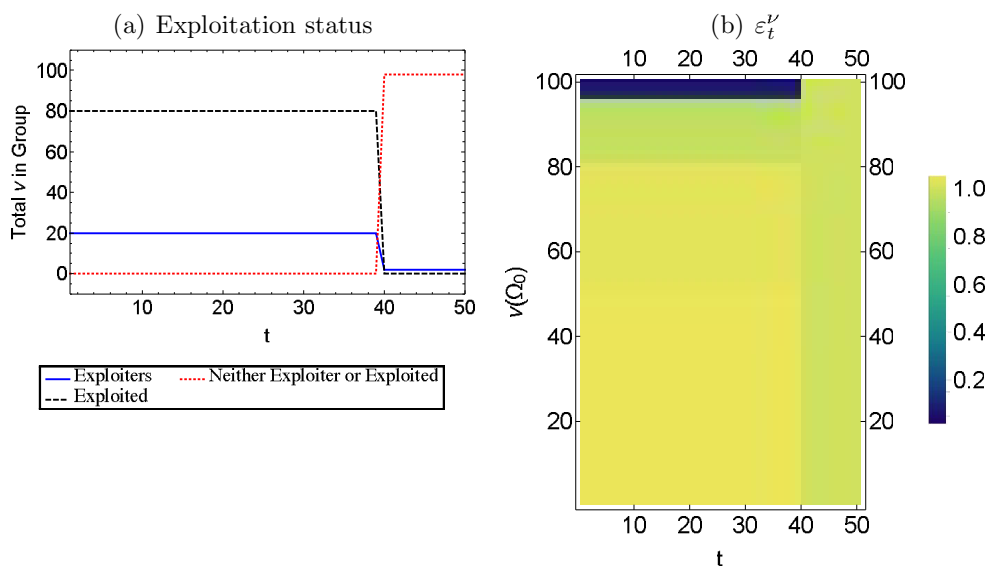 (a) Exploitation status
Total v in Group
100
80
60
40
20
0
10 20 30 40 50
t
Exploiters Neither Exploiter or Exploited
Exploited
(b) ε_t^ν
10 20 30 40 50
v(Ω₀)
100 100
80 80
60 60
40 40
20 20
10 20 30 40 50
t
1.0
0.8
0.6
0.4
0.2